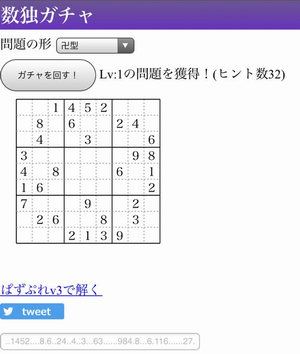 数独ガチャ
問題の形 卍型
ガチャを回す! Lv:1の問題を獲得!(ヒント数32)
1 4 5 2
8 6 2 4
4 3 6
3 9 8
4 8 6 1
1 6 2
7 9 2
2 6 8 3
2 1 3 9
ぱずぷれv3で解く
tweet
..1452....8.6..24..4..3...63......984.8...6.116......27.